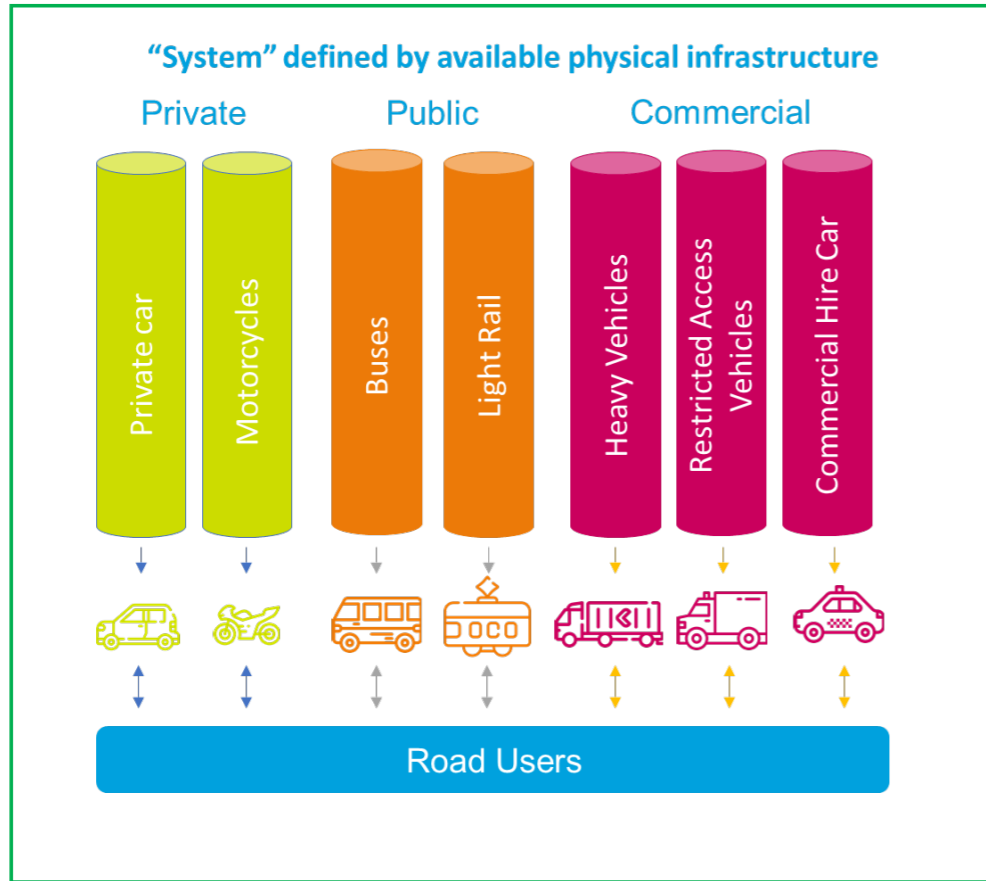 “System” defined by available physical infrastructure
Private
Public
Commercial
Private car
Motorcycles
Buses
Light Rail
Heavy Vehicles
Restricted Access
Vehicles
Commercial Hire Car
Road Users